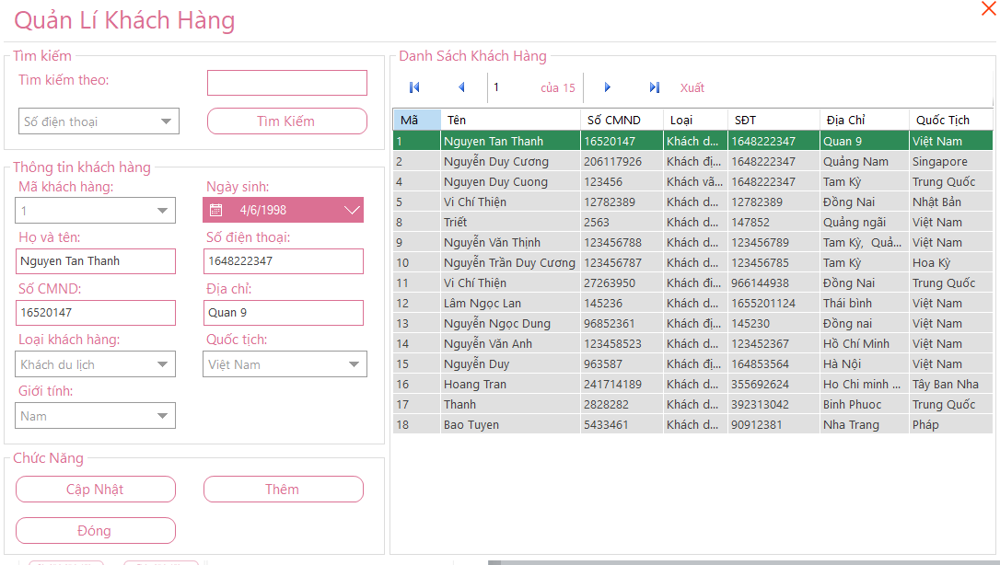 Quản Lí Khách Hàng
Tìm kiếm
Tìm kiếm theo:
Số điện thoại
Tìm Kiếm
Thông tin khách hàng
Mã khách hàng:
Ngày sinh:
1
4/6/1998
Họ và tên:
Số điện thoại:
Nguyen Tan Thanh
1648222347
Số CMND:
Địa chỉ:
16520147
Quan 9
Loại khách hàng:
Quốc tịch:
Khách du lịch
Việt Nam
Giới tính:
Nam
Chức Năng
Cập Nhật
Thêm
Đóng
Danh Sách Khách Hàng
1 của 15 Xuất
Mã Tên Số CMND Loại SĐT Địa Chỉ Quốc Tịch
1 Nguyen Tan Thanh 16520147 Khách d... 1648222347 Quan 9 Việt Nam
2 Nguyễn Duy Cương 206117926 Khách đị... 1648222347 Quảng Nam Singapore
4 Nguyen Duy Cuong 123456 Khách vã... 1648222347 Tam Kỳ Trung Quốc
5 Vi Chí Thiện 12782389 Khách d... 12782389 Đồng Nai Nhật Bản
8 Triết 2563 Khách d... 147852 Quảng ngãi Việt Nam
9 Nguyễn Văn Thịnh 123456788 Khách d... 123456789 Tam Kỳ, Quả... Việt Nam
10 Nguyễn Trần Duy Cương 123456787 Khách d... 123456785 Tam Kỳ Hoa Kỳ
11 Vi Chí Thiện 27263950 Khách đi... 966144938 Đồng Nai Trung Quốc
12 Lâm Ngọc Lan 145236 Khách d... 1655201124 Thái bình Việt Nam
13 Nguyễn Ngọc Dung 96852361 Khách đị... 145230 Đồng nai Việt Nam
14 Nguyễn Văn Anh 123458523 Khách d... 123452367 Hồ Chí Minh Việt Nam
15 Nguyễn Duy 963587 Khách đị... 164853564 Hà Nội Việt Nam
16 Hoang Tran 241714189 Khách d... 355692624 Ho Chi minh ... Tây Ban Nha
17 Thanh 2828282 Khách d... 392313042 Binh Phuoc Trung Quốc
18 Bao Tuyen 5433461 Khách d... 90912381 Nha Trang Pháp